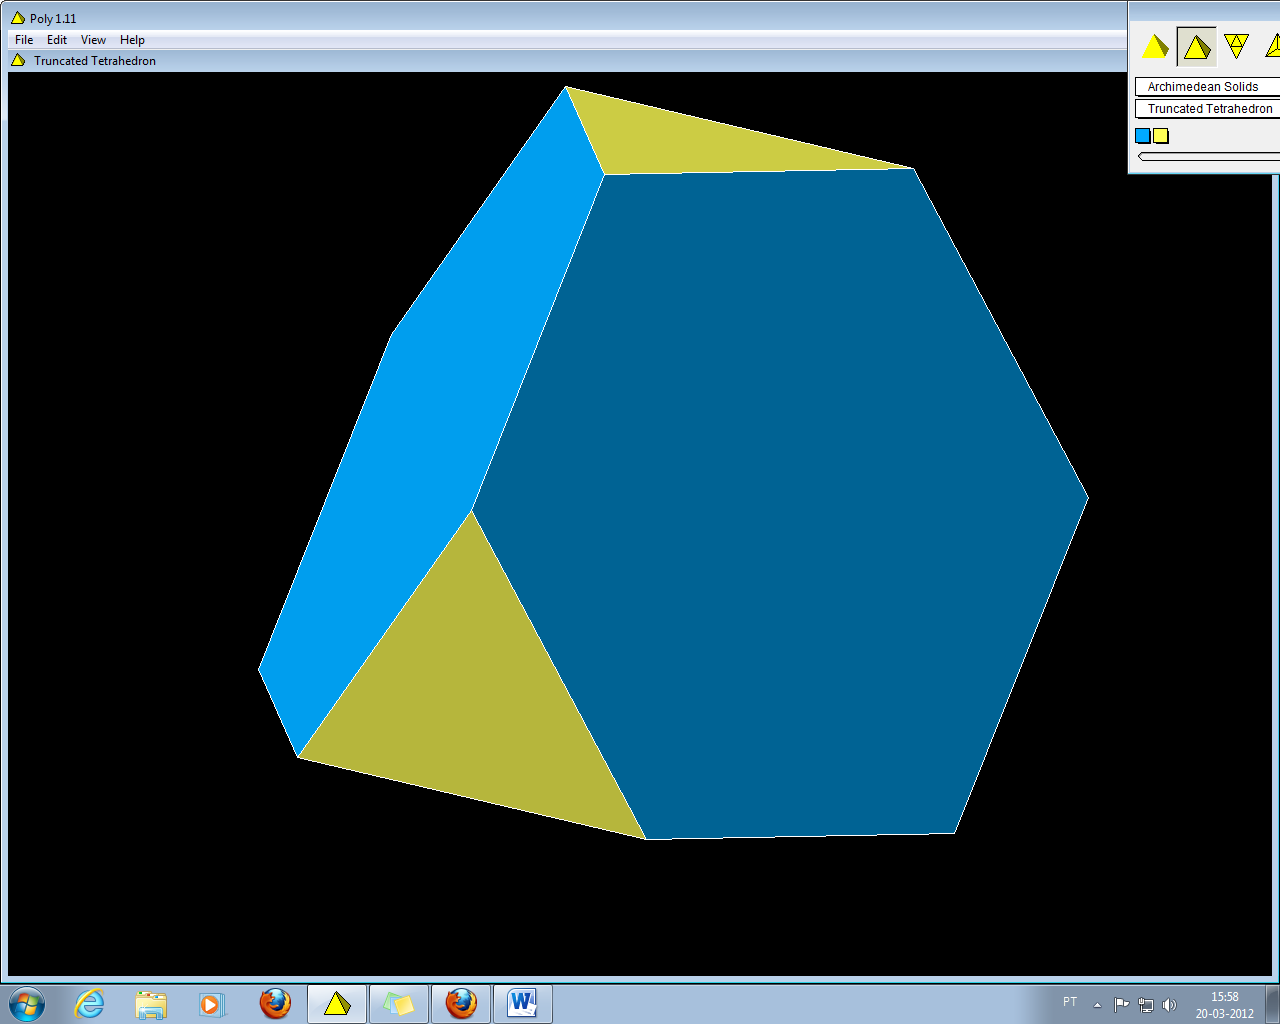 Poly 1.11
File Edit View Help
Truncated Tetrahedron
Archimedean Solids
Truncated Tetrahedron
PT
15:58
20-03-2012